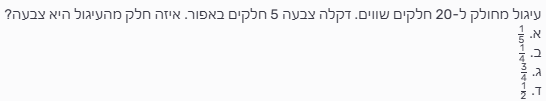 עיגול מחולק ל-20 חלקים שווים. דקלה צבעה 5 חלקים באפור. איזה חלק מהעיגול היא צבעה?
א. 1/5
ב. 1/4
ג. 3/4
ד. 1/2